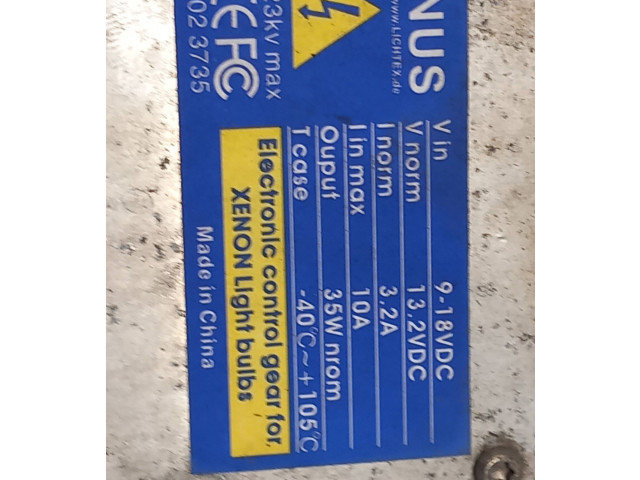 NUS
www.LICHTEX.de
V in 9-18VDC
V norm 13,2VDC
I norm 3,2A
I in max 10A
Ouput 35W nrom
T case -40℃~+105℃
3kv max
CE FC
02 3735
Electronic control gear for,
XENON Light bulbs
Made in China